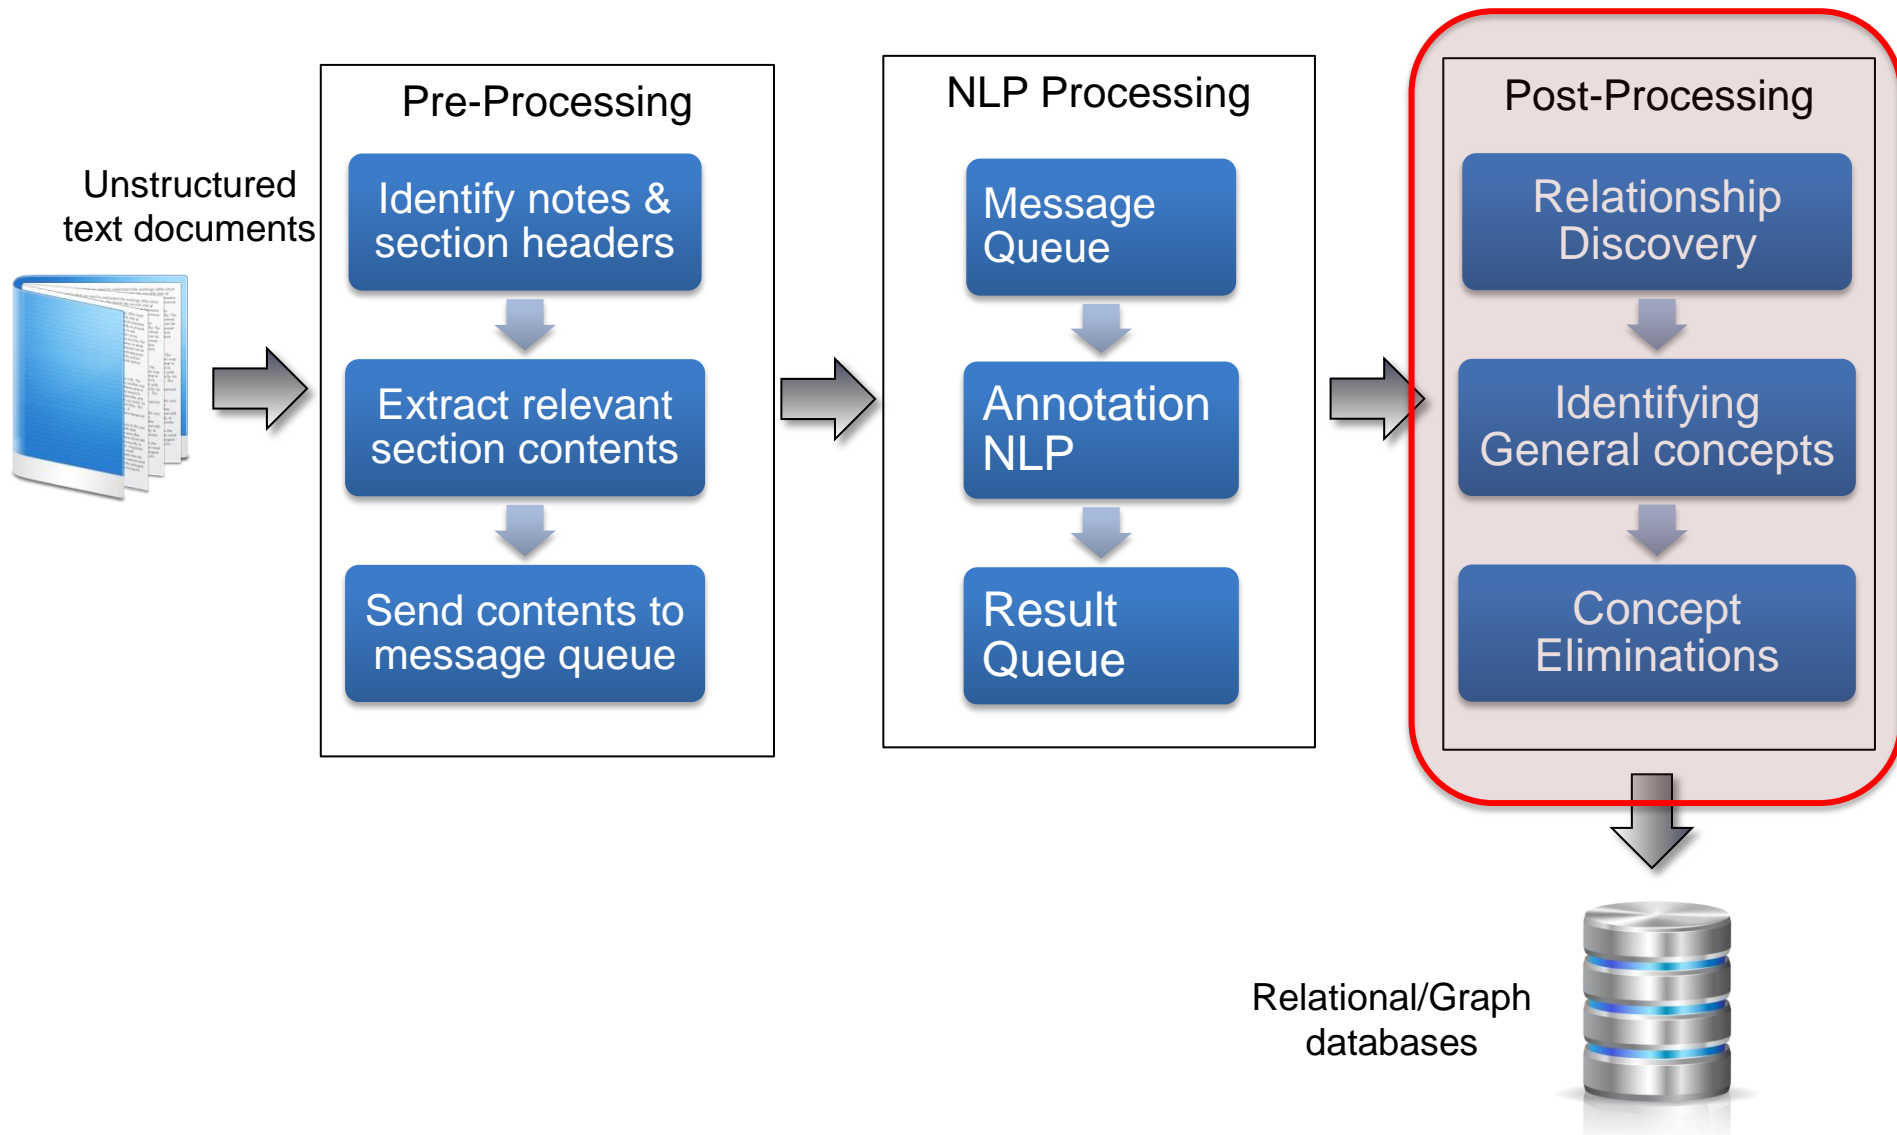 Unstructured
text documents
Pre-Processing
Identify notes &
section headers
Extract relevant
section contents
Send contents to
message queue
NLP Processing
Message
Queue
Annotation
NLP
Result
Queue
Post-Processing
Relationship
Discovery
Identifying
General concepts
Concept
Eliminations
Relational/Graph
databases